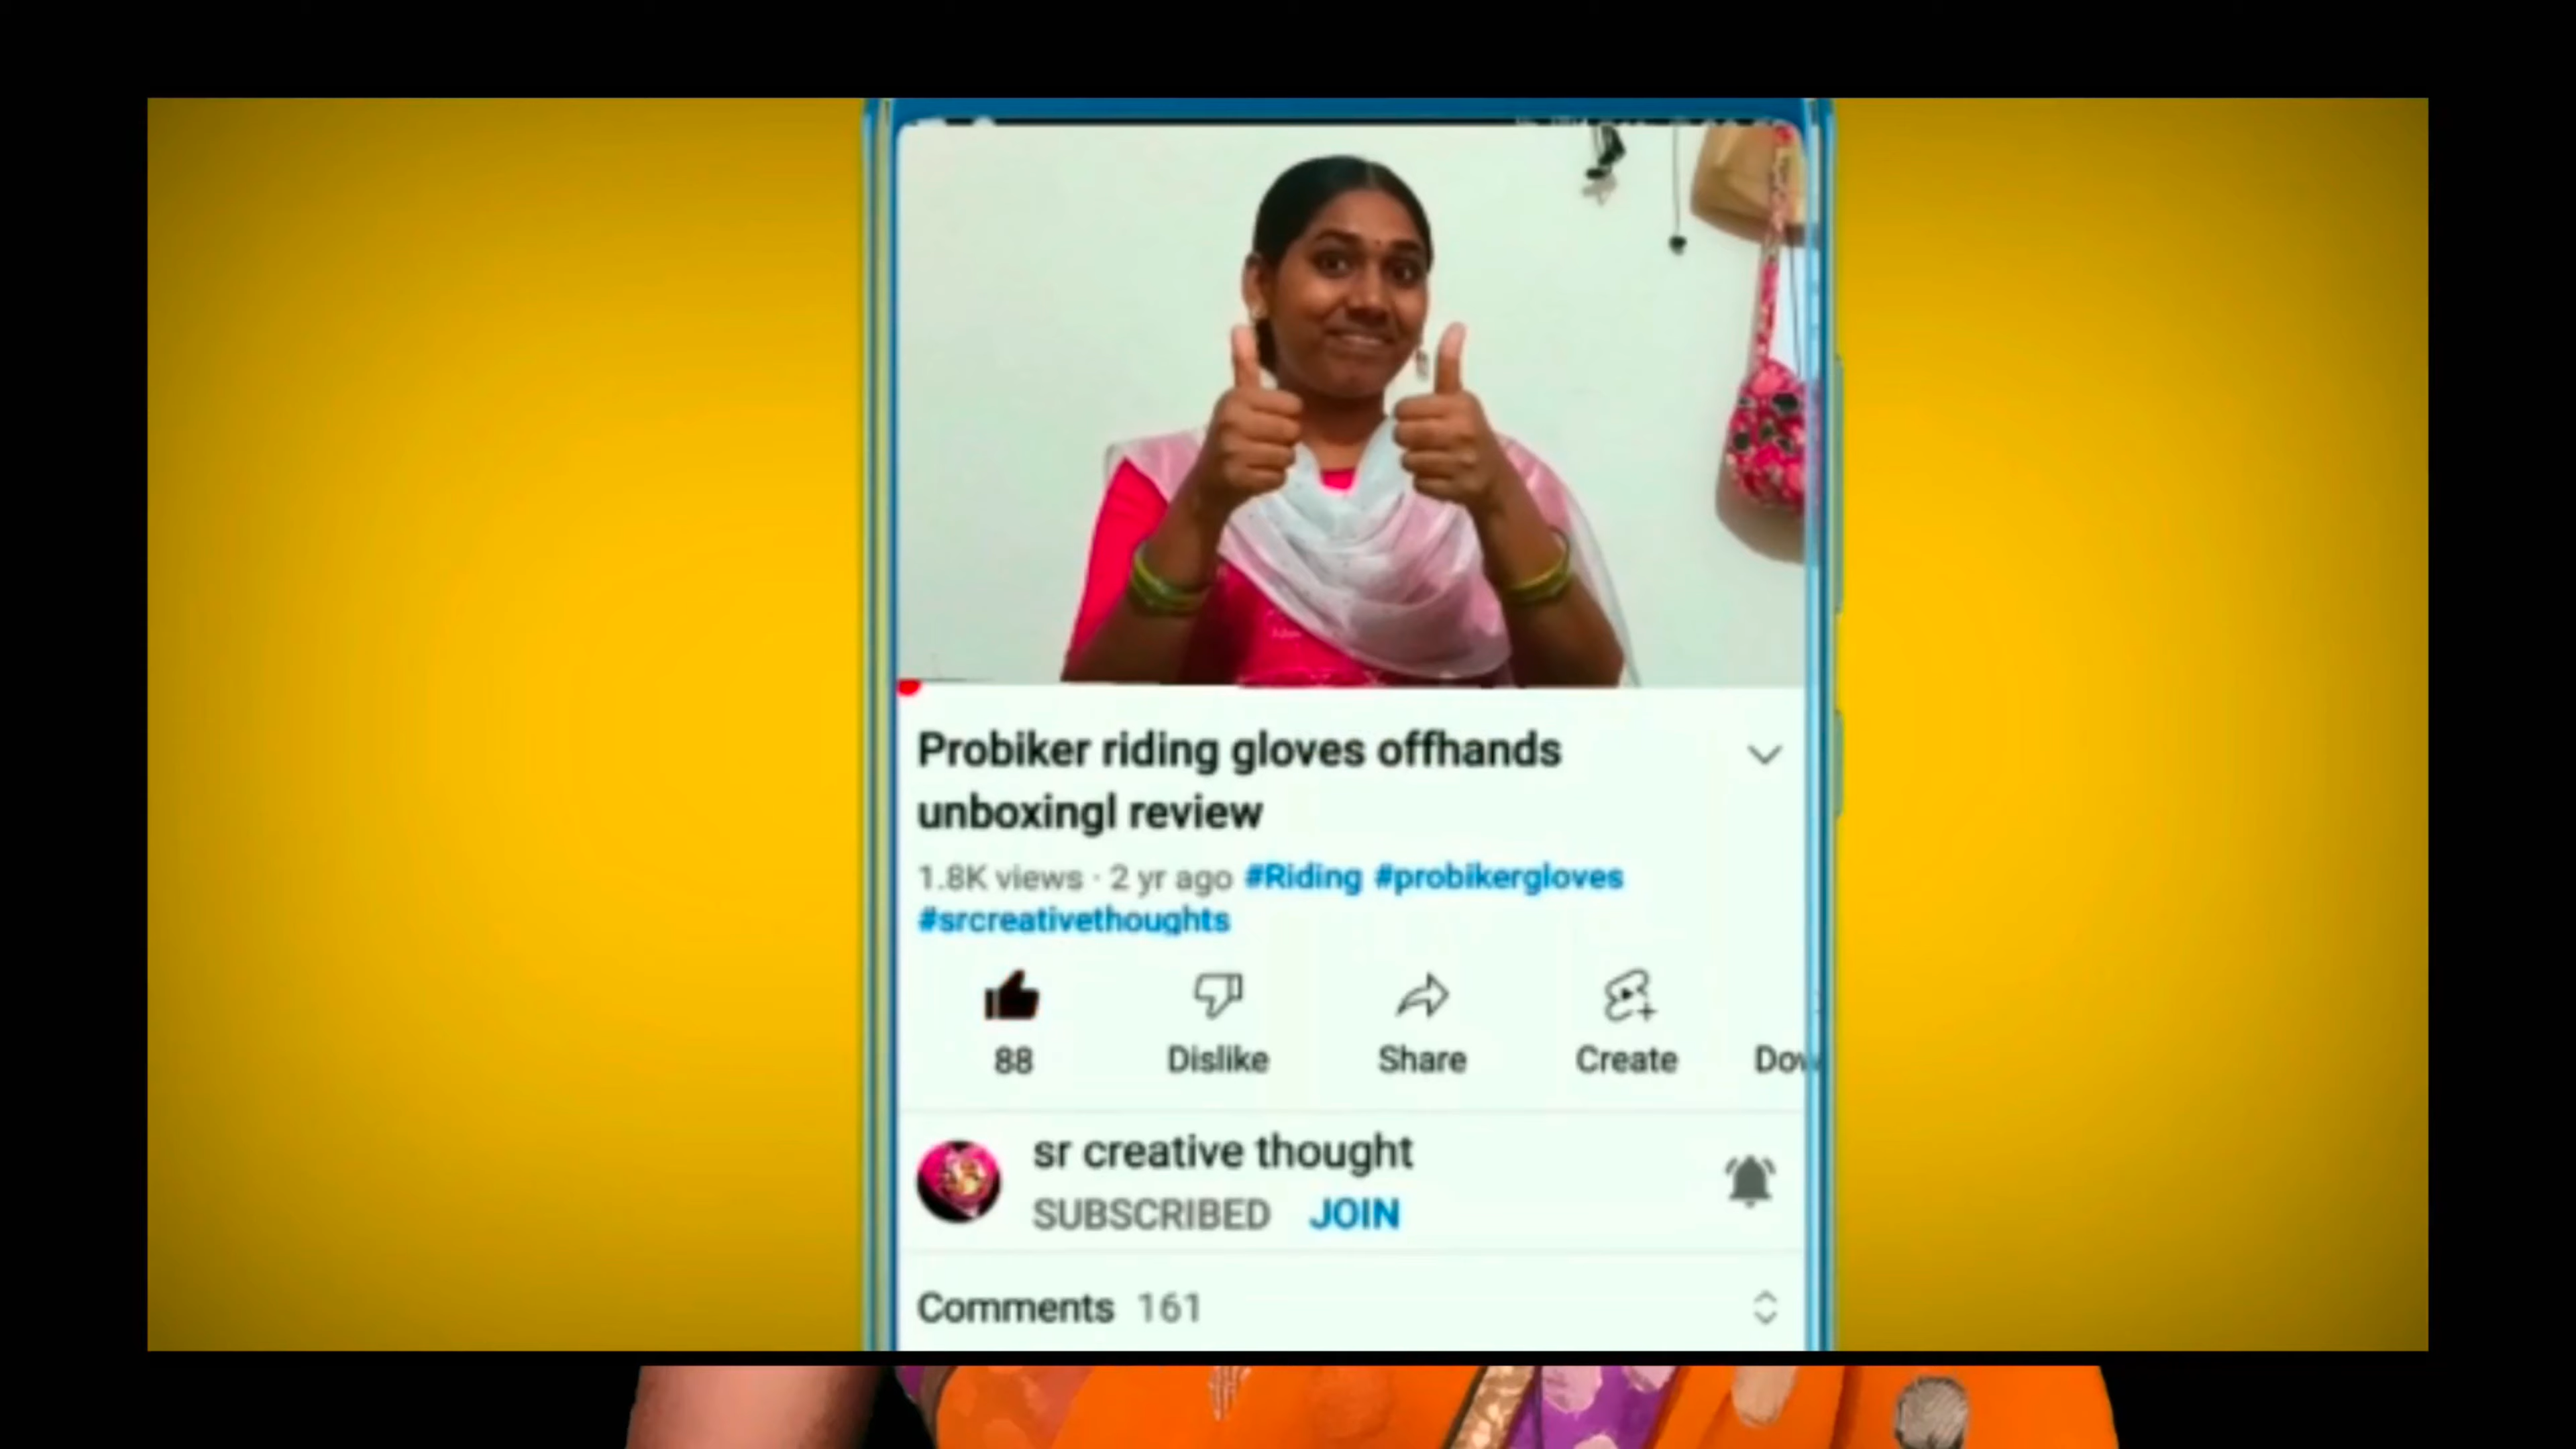 Probiker riding gloves offhands
unboxingl review
1.8K views · 2 yr ago #Riding #probikergloves
#srcreativethoughts
88 Dislike Share Create
sr creative thought
SUBSCRIBED JOIN
Comments 161